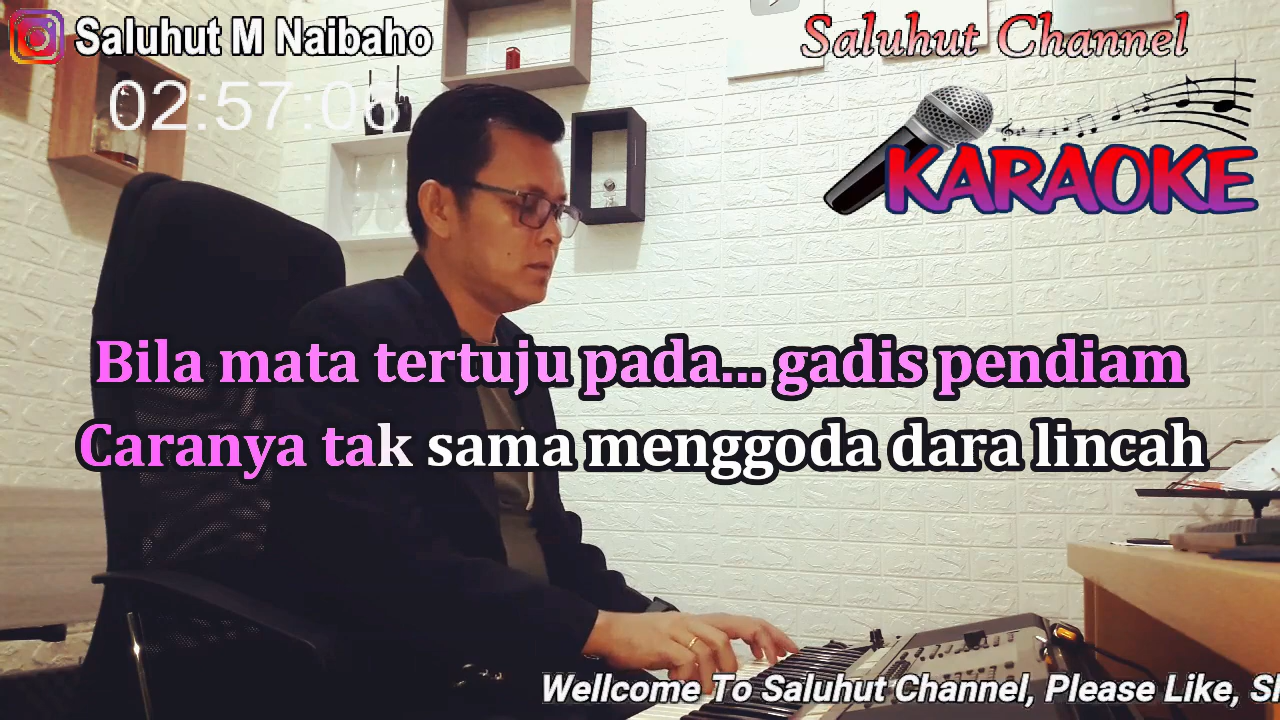 Saluhut M Naibaho
Saluhut Channel
02:57:06
KARAOKE
Bila mata tertuju pada... gadis pendiam
Caranya tak sama menggoda dara lincah
Wellcome To Saluhut Channel, Please Like,